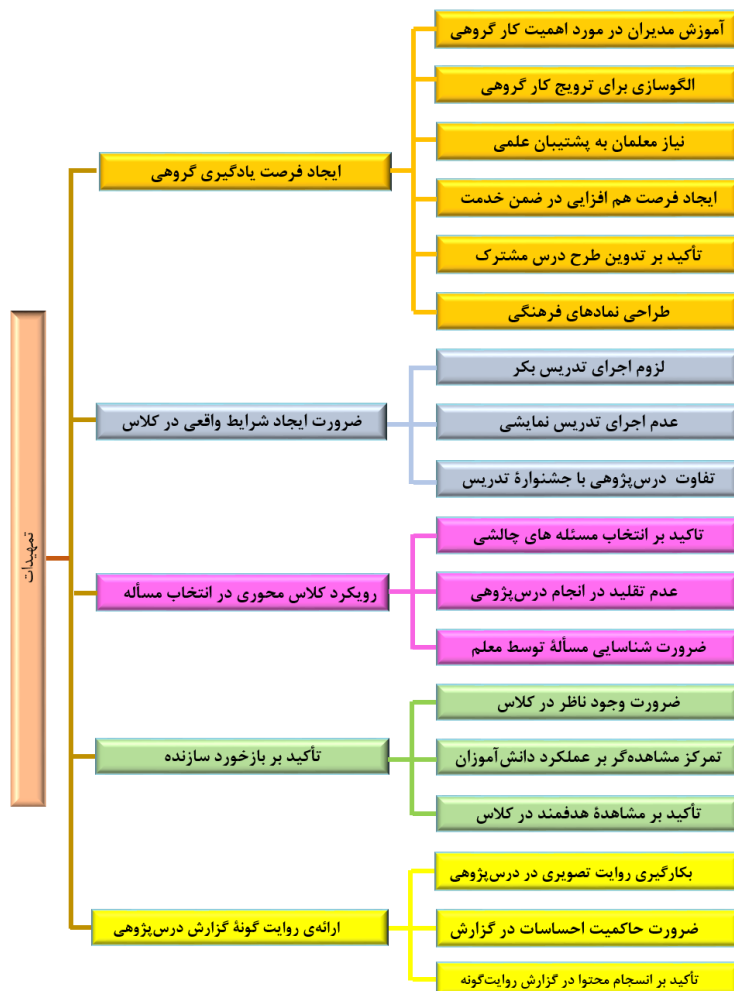 تمهیدات
ایجاد فرصت یادگیری گروهی
آموزش مدیران در مورد اهمیت کار گروهی
الگوسازی برای ترویج کار گروهی
نیاز معلمان به پشتیبان علمی
ایجاد فرصت هم افزایی در ضمن خدمت
تأکید بر تدوین طرح درس مشترک
طراحی نمادهای فرهنگی
ضرورت ایجاد شرایط واقعی در کلاس
لزوم اجرای تدریس بکر
عدم اجرای تدریس نمایشی
تفاوت درس‌پژوهی با جشنوارهٔ تدریس
رویکرد کلاس محوری در انتخاب مسأله
تاکید بر انتخاب مسئله های چالشی
عدم تقلید در انجام درس‌پژوهی
ضرورت شناسایی مسألهٔ توسط معلم
تأکید بر بازخورد سازنده
ضرورت وجود ناظر در کلاس
تمرکز مشاهده‌گر بر عملکرد دانش‌آموزان
تأکید بر مشاهدهٔ هدفمند در کلاس
ارائه‌ی روایت گونهٔ گزارش درس‌پژوهی
بکارگیری روایت تصویری در درس‌پژوهی
ضرورت حاکمیت احساسات در گزارش
تأکید بر انسجام محتوا در گزارش روایت‌گونه